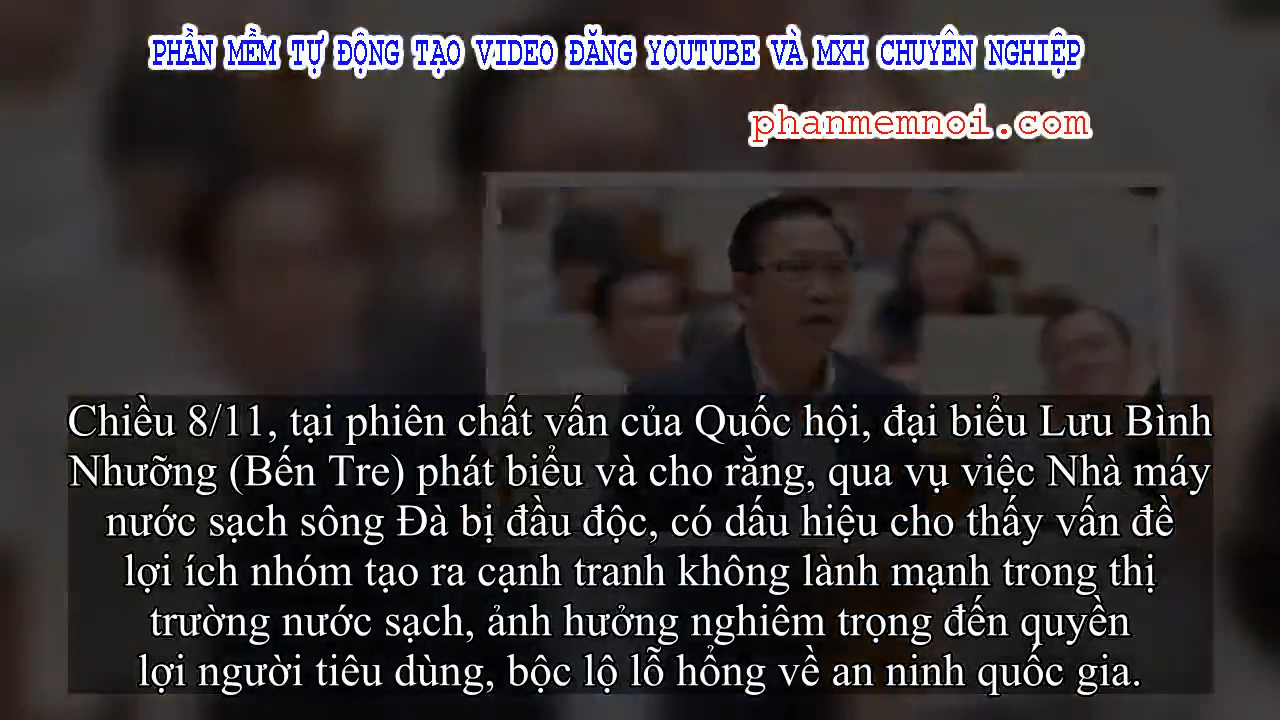 PHẦN MỀM TỰ ĐỘNG TẠO VIDEO ĐĂNG YOUTUBE VÀ MXH CHUYÊN NGHIỆP
phanmemnoi.com
Chiều 8/11, tại phiên chất vấn của Quốc hội, đại biểu Lưu Bình
Nhưỡng (Bến Tre) phát biểu và cho rằng, qua vụ việc Nhà máy
nước sạch sông Đà bị đầu độc, có dấu hiệu cho thấy vấn đề
lợi ích nhóm tạo ra cạnh tranh không lành mạnh trong thị
trường nước sạch, ảnh hưởng nghiêm trọng đến quyền
lợi người tiêu dùng, bộc lộ lỗ hổng về an ninh quốc gia.